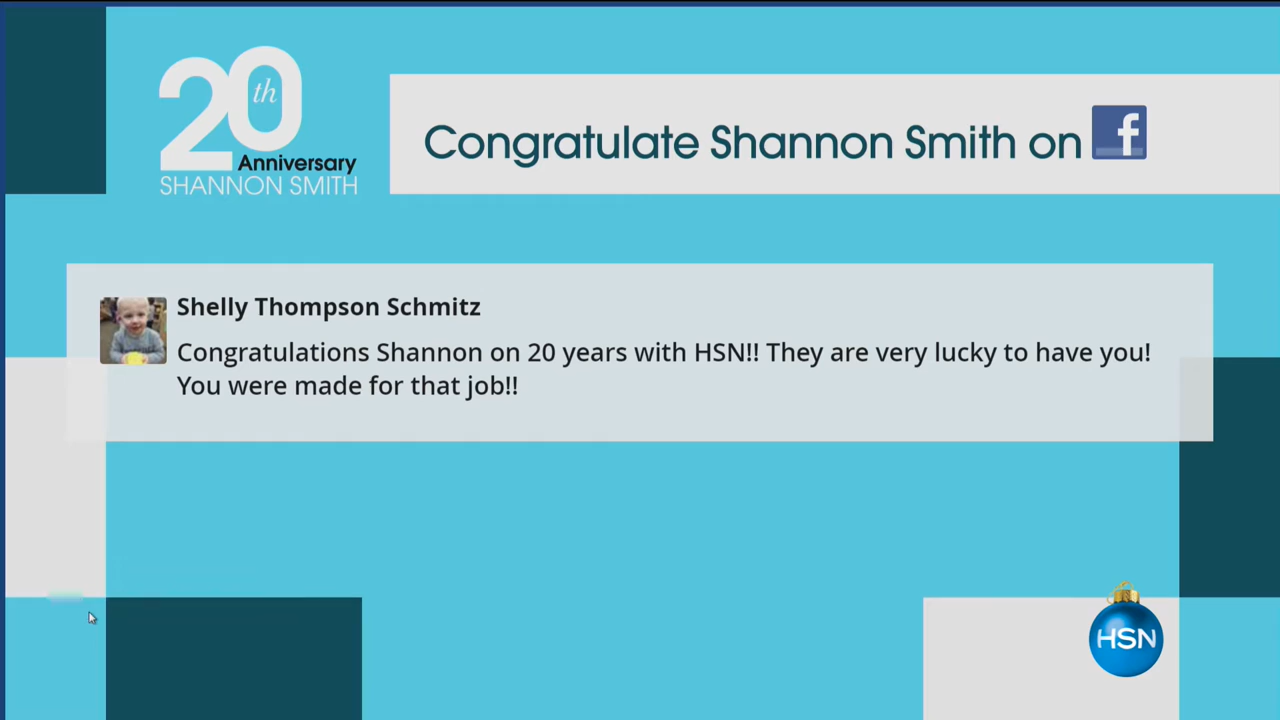 20th
Anniversary
SHANNON SMITH
Congratulate Shannon Smith on f
Shelly Thompson Schmitz
Congratulations Shannon on 20 years with HSN!! They are very lucky to have you!
You were made for that job!!
HSN